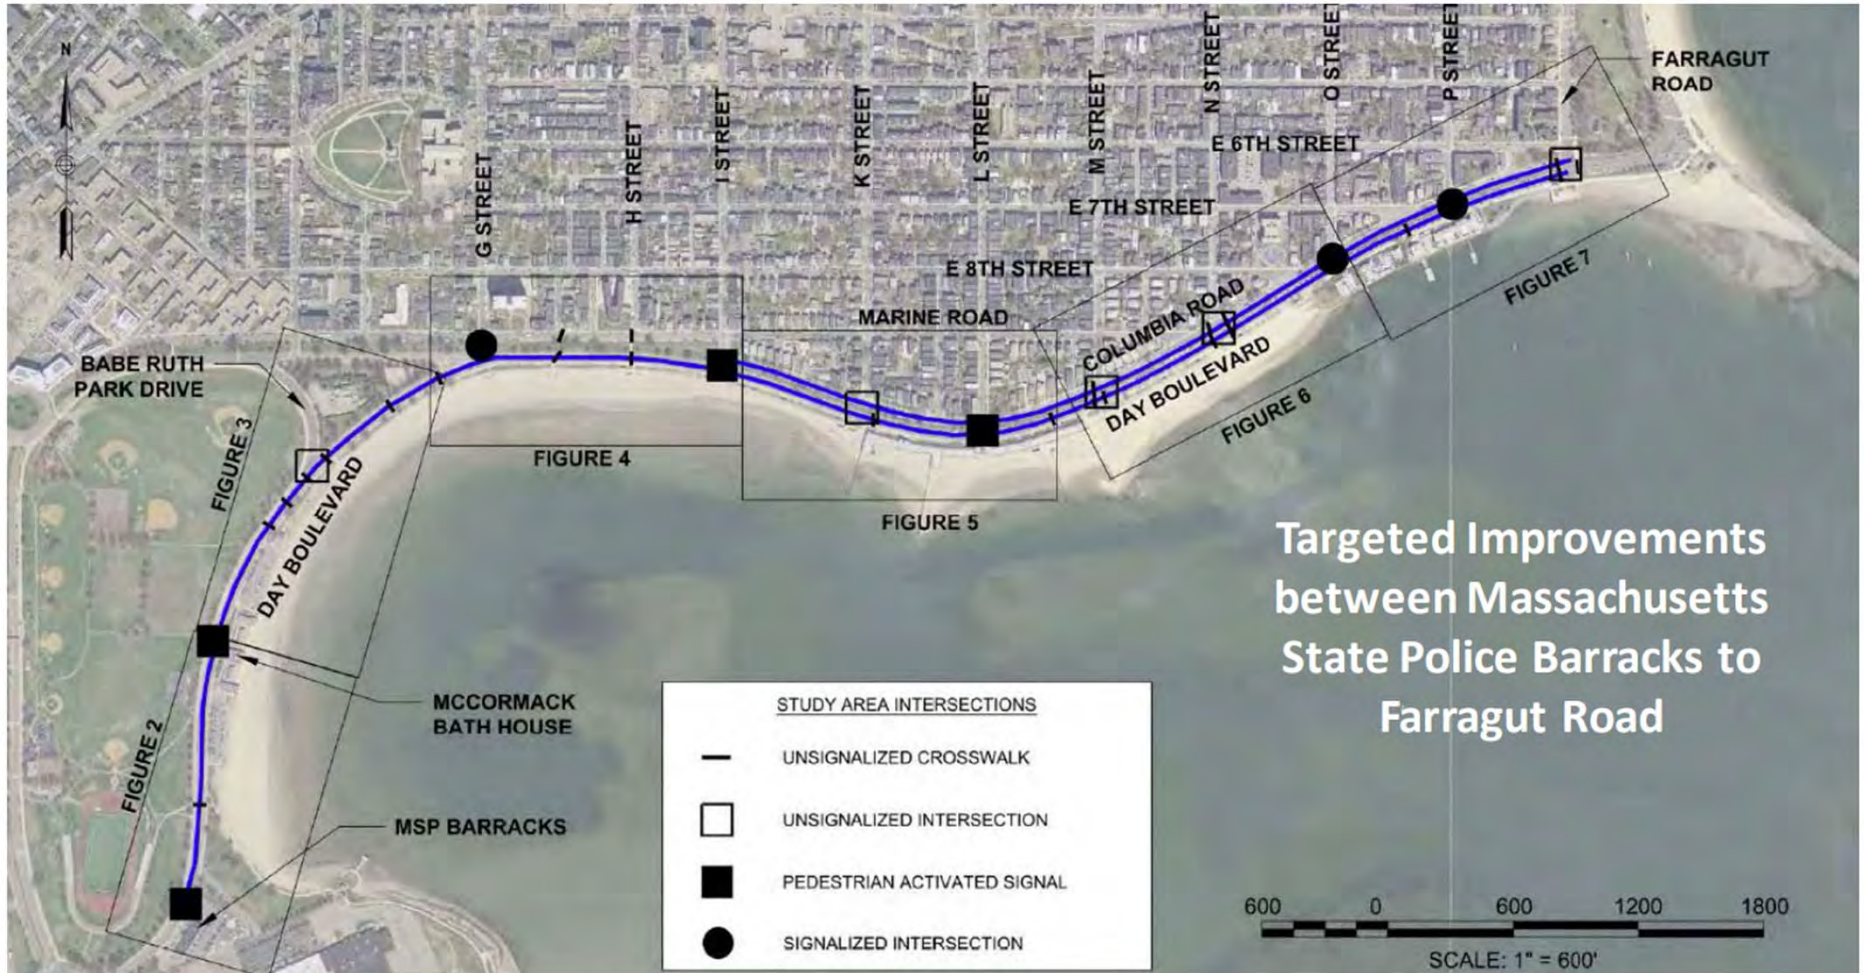 N
G STREET
H STREET
I STREET
K STREET
L STREET
M STREET
N STREET
O STREET
P STREET
FARRAGUT
ROAD
E 6TH STREET
E 7TH STREET
E 8TH STREET
MARINE ROAD
COLUMBIA ROAD
DAY BOULEVARD
FIGURE 7
FIGURE 6
FIGURE 5
FIGURE 4
BABE RUTH
PARK DRIVE
FIGURE 3
DAY BOULEVARD
MCCORMACK
BATH HOUSE
FIGURE 2
MSP BARRACKS
Targeted Improvements
between Massachusetts
State Police Barracks to
Farragut Road
STUDY AREA INTERSECTIONS
UNSIGNALIZED CROSSWALK
UNSIGNALIZED INTERSECTION
PEDESTRIAN ACTIVATED SIGNAL
SIGNALIZED INTERSECTION
600 0 600 1200 1800
SCALE: 1" = 600'